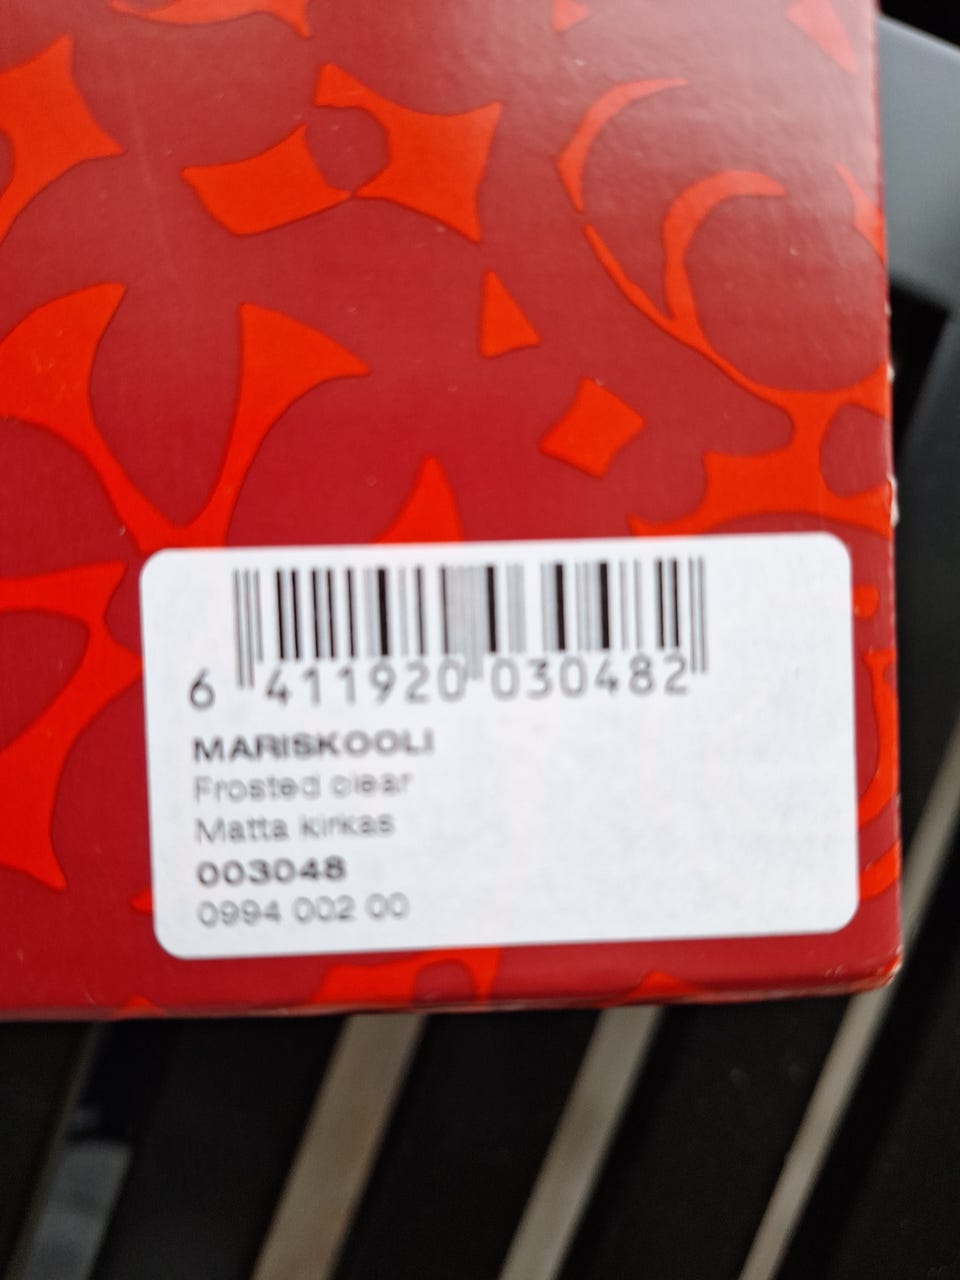 6 411920 030482
MARISKOOLI
Frosted clear
Matta kirkas
003048
0994 002 00